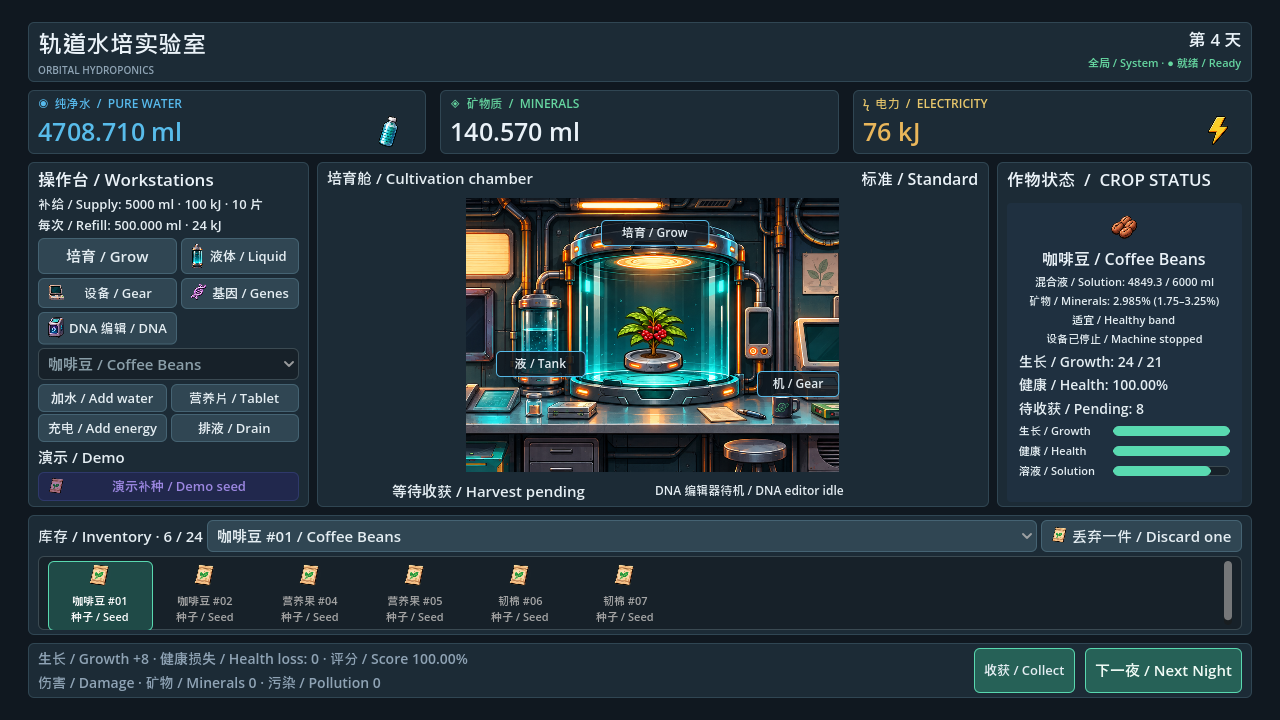 轨道水培实验室
ORBITAL HYDROPONICS
第 4 天
全局 / System · ● 就绪 / Ready
◉ 纯净水 / PURE WATER
4708.710 ml
◈ 矿物质 / MINERALS
140.570 ml
ϟ 电力 / ELECTRICITY
76 kJ
操作台 / Workstations
补给 / Supply: 5000 ml · 100 kJ · 10 片
每次 / Refill: 500.000 ml · 24 kJ
培育 / Grow
液体 / Liquid
设备 / Gear
基因 / Genes
DNA 编辑 / DNA
咖啡豆 / Coffee Beans
加水 / Add water
营养片 / Tablet
充电 / Add energy
排液 / Drain
演示 / Demo
演示补种 / Demo seed
培育舱 / Cultivation chamber
标准 / Standard
培育 / Grow
液 / Tank
机 / Gear
等待收获 / Harvest pending
DNA 编辑器待机 / DNA editor idle
作物状态 / CROP STATUS
咖啡豆 / Coffee Beans
混合液 / Solution: 4849.3 / 6000 ml
矿物 / Minerals: 2.985% (1.75–3.25%)
适宜 / Healthy band
设备已停止 / Machine stopped
生长 / Growth: 24 / 21
健康 / Health: 100.00%
待收获 / Pending: 8
生长 / Growth
健康 / Health
溶液 / Solution
库存 / Inventory · 6 / 24
咖啡豆 #01 / Coffee Beans
丢弃一件 / Discard one
咖啡豆 #01
种子 / Seed
咖啡豆 #02
种子 / Seed
营养果 #04
种子 / Seed
营养果 #05
种子 / Seed
韧棉 #06
种子 / Seed
韧棉 #07
种子 / Seed
生长 / Growth +8 · 健康损失 / Health loss: 0 · 评分 / Score 100.00%
伤害 / Damage · 矿物 / Minerals 0 · 污染 / Pollution 0
收获 / Collect
下一夜 / Next Night